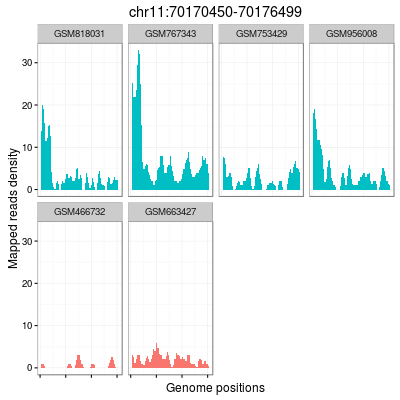 chr11:70170450-70176499
GSM818031 GSM767343 GSM753429 GSM956008
30
20
10
0
GSM466732 GSM663427
30
20
10
0
Mapped reads density
Genome positions